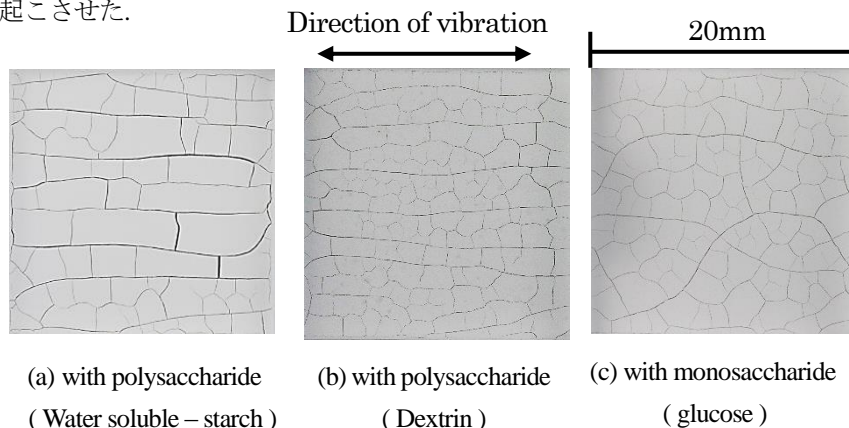 起こさせた.
Direction of vibration
20mm
(a) with polysaccharide
( Water soluble – starch )
(b) with polysaccharide
( Dextrin )
(c) with monosaccharide
( glucose )